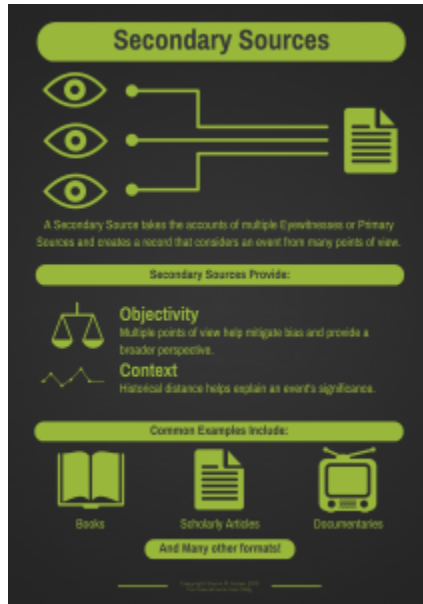 Secondary Sources
A Secondary Source takes the accounts of multiple Eyewitnesses or Primary
Sources and creates a record that considers an event from many points of view.
Secondary Sources Provide:
Objectivity
Multiple points of view help mitigate bias and provide a
broader perspective.
Context
Historical distance helps explain an event's significance.
Common Examples Include:
Books
Scholarly Articles
Documentaries
And Many other formats!